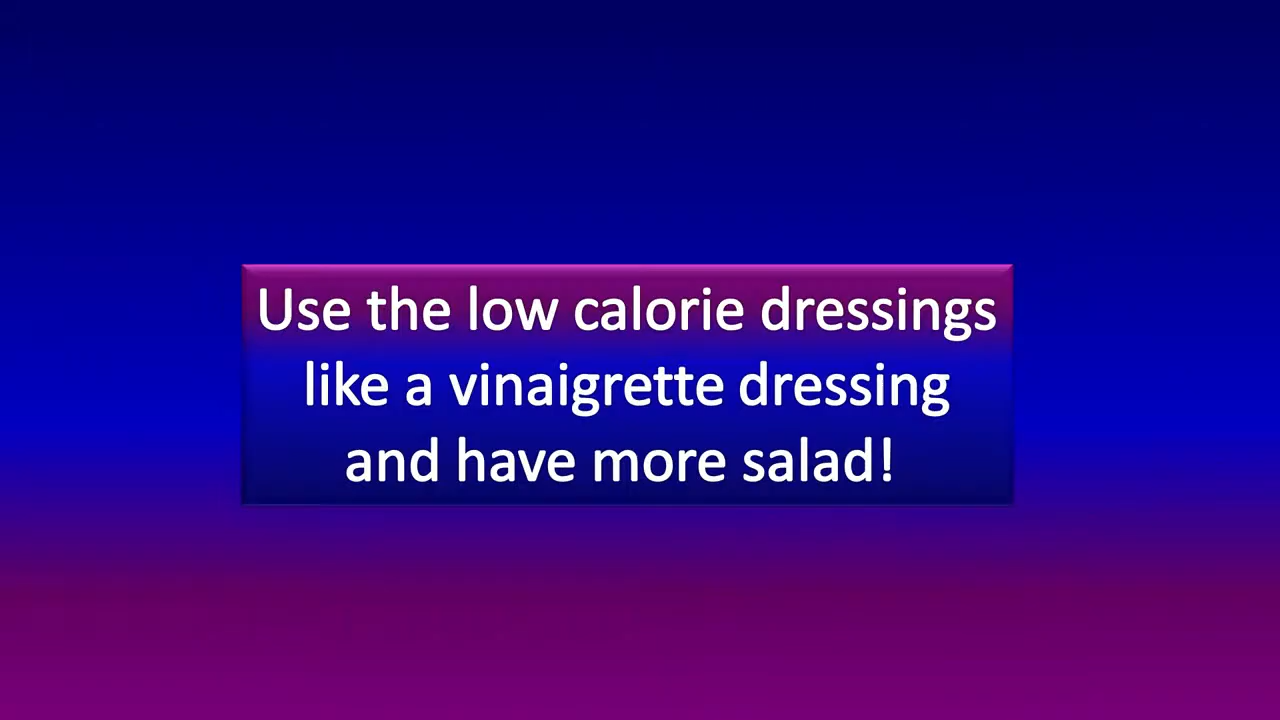 Use the low calorie dressings
like a vinaigrette dressing
and have more salad!